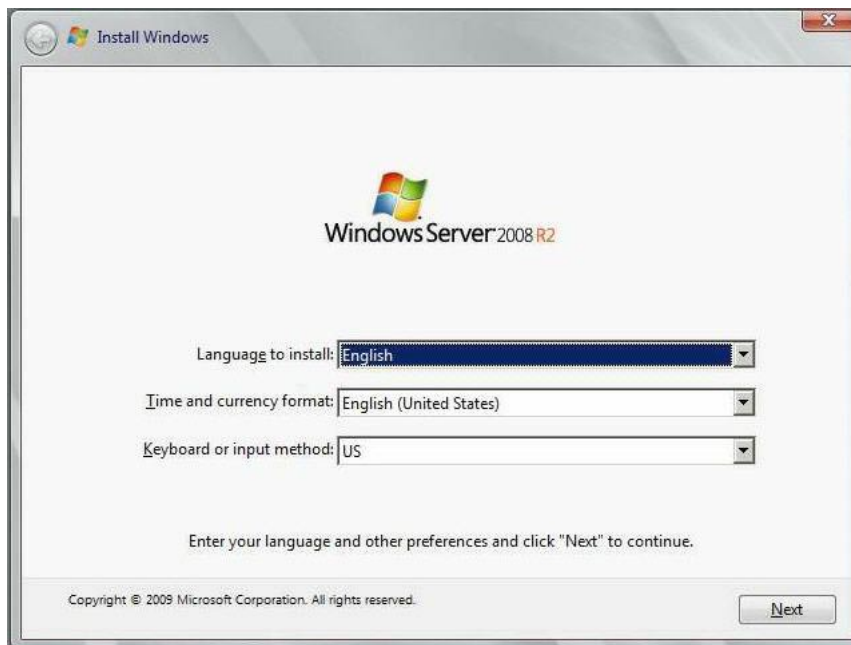 Install Windows
Windows Server 2008 R2
Language to install: English
Time and currency format: English (United States)
Keyboard or input method: US
Enter your language and other preferences and click "Next" to continue.
Copyright © 2009 Microsoft Corporation. All rights reserved.
Next